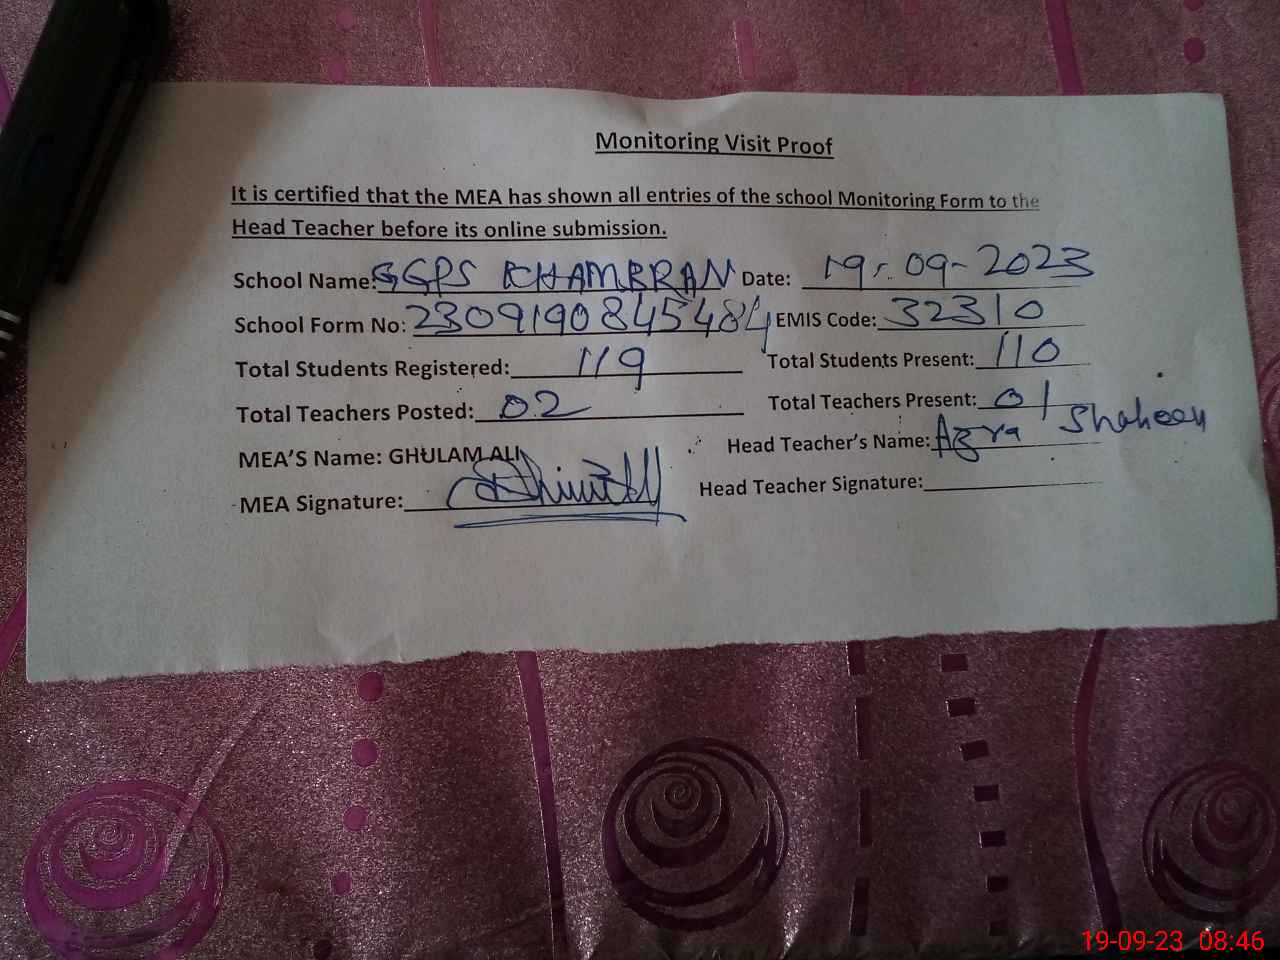 Monitoring Visit Proof
It is certified that the MEA has shown all entries of the school Monitoring Form to the
Head Teacher before its online submission.
School Name: GGPS KHAMBRAN Date: 19-09-2023
School Form No: 2309190845484 EMIS Code: 32310
Total Students Registered: 119 Total Students Present: 110
Total Teachers Posted: 02 Total Teachers Present: 01
MEA'S Name: GHULAM ALI Head Teacher's Name: Azra Shaheen
MEA Signature: Head Teacher Signature:
19-09-23 08:46